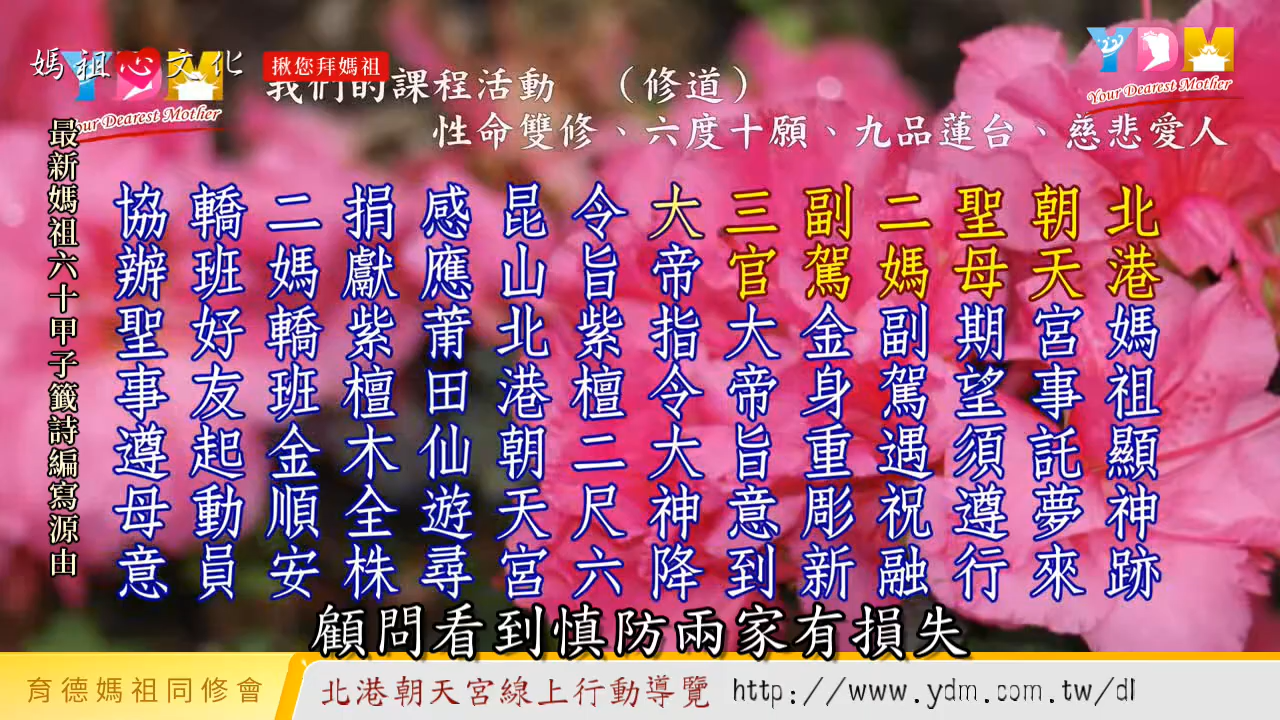 媽祖心文化
揪您拜媽祖
YDM
Your Dearest Mother
YDM
Your Dearest Mother
我們的課程活動　（修道）
性命雙修、六度十願、九品蓮台、慈悲愛人
北港媽祖顯神跡
朝天宮事託夢來
聖母期望須遵行
二媽副駕遇祝融
副駕金身重彫新
三官大帝旨意到
大帝指令大神降
令旨紫檀二尺六
昆山北港朝天宮
感應莆田仙遊尋
捐獻紫檀木全株
二媽轎班金順安
轎班好友起動員
協辦聖事遵母意
最新媽祖六十甲子籤詩編寫源由
顧問看到慎防兩家有損失
育德媽祖同修會
北港朝天宮線上行動導覽 http://www.ydm.com.tw/dl